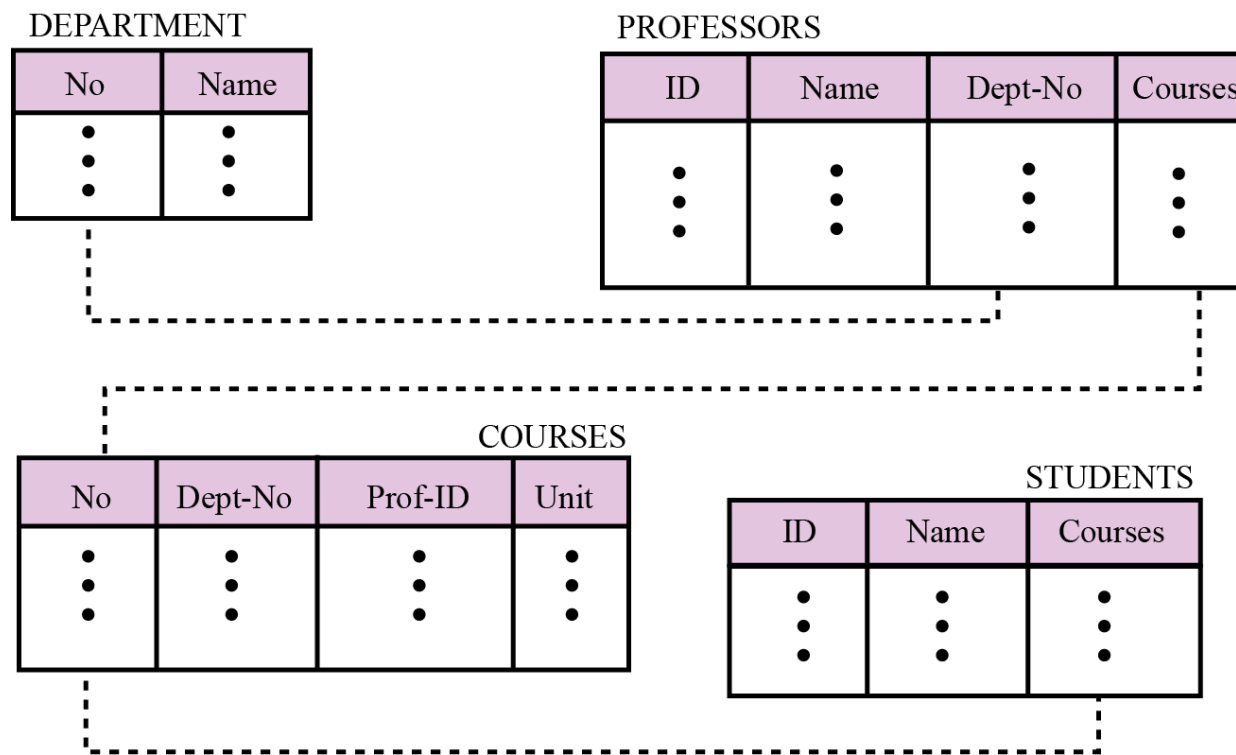 DEPARTMENT
No Name
PROFESSORS
ID Name Dept-No Courses
COURSES
No Dept-No Prof-ID Unit
STUDENTS
ID Name Courses